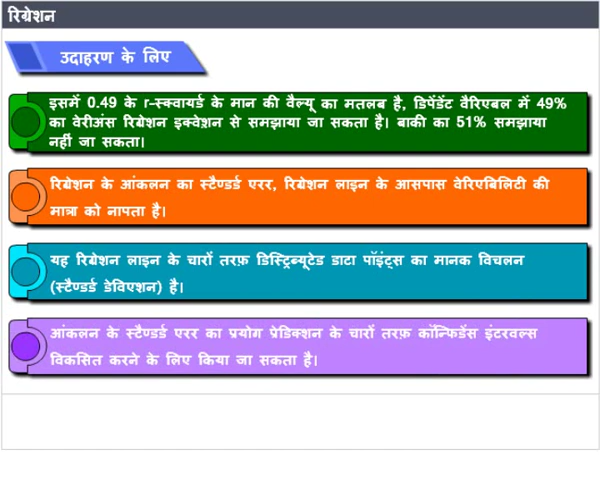 रिग्रेशन
उदाहरण के लिए
इसमें 0.49 के r-स्क्वायर्ड के मान की वैल्यू का मतलब है, डिपेंडेंट वैरिएबल में 49%
का वेरीअंस रिग्रेशन इक्वेशन से समझाया जा सकता है। बाकी का 51% समझाया
नहीं जा सकता।
रिग्रेशन के आंकलन का स्टैण्डर्ड एरर, रिग्रेशन लाइन के आसपास वेरिएबिलिटी की
मात्रा को नापता है।
यह रिग्रेशन लाइन के चारों तरफ़ डिस्ट्रिब्यूटेड डाटा पॉइंट्स का मानक विचलन
(स्टैण्डर्ड डेविएशन) है।
आंकलन के स्टैण्डर्ड एरर का प्रयोग प्रेडिक्शन के चारों तरफ कॉन्फिडेंस इंटरवल्स
विकसित करने के लिए किया जा सकता है।